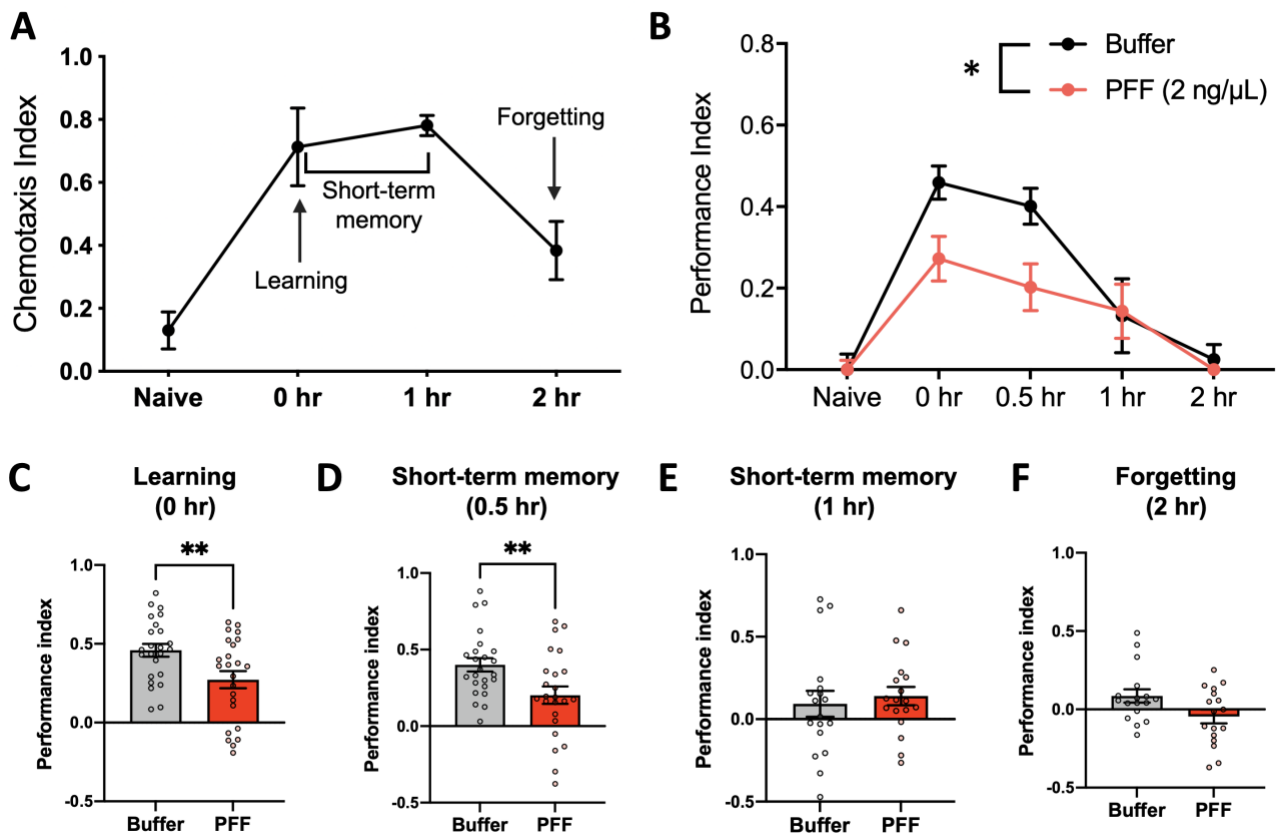 A
Chemotaxis Index
1.0
0.8
0.6
0.4
0.2
0.0
Forgetting
Short-term
memory
Learning
Naive 0 hr 1 hr 2 hr
B
Performance Index
0.8
0.6
0.4
0.2
0.0
*
Buffer
PFF (2 ng/µL)
Naive 0 hr 0.5 hr 1 hr 2 hr
C
Learning
(0 hr)
Performance index
1.0
0.5
0.0
-0.5
**
Buffer PFF
D
Short-term memory
(0.5 hr)
Performance index
1.0
0.5
0.0
-0.5
**
Buffer PFF
E
Short-term memory
(1 hr)
Performance index
1.0
0.5
0.0
-0.5
Buffer PFF
F
Forgetting
(2 hr)
Performance index
1.0
0.5
0.0
-0.5
Buffer PFF